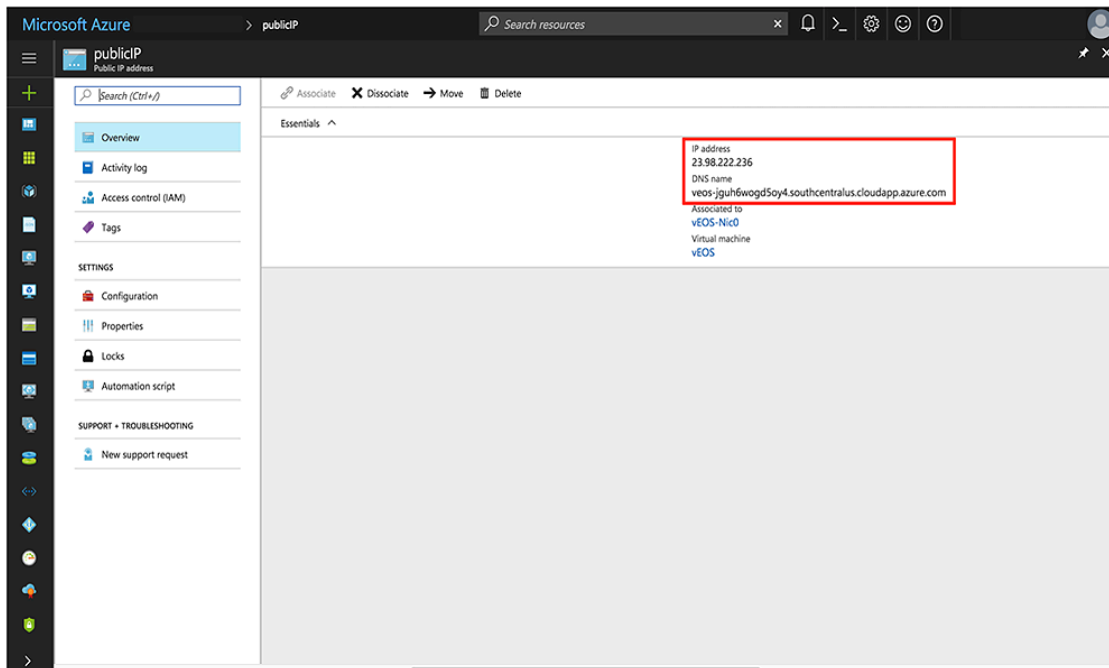 Microsoft Azure > publicIP Search resources
publicIP
Public IP address
Search (Ctrl+/)
Associate Dissociate Move Delete
Essentials
Overview
Activity log
Access control (IAM)
Tags
IP address
23.98.222.236
DNS name
veos-jguh6wogd5oy4.southcentralus.cloudapp.azure.com
Associated to
vEOS-Nic0
Virtual machine
vEOS
SETTINGS
Configuration
Properties
Locks
Automation script
SUPPORT + TROUBLESHOOTING
New support request